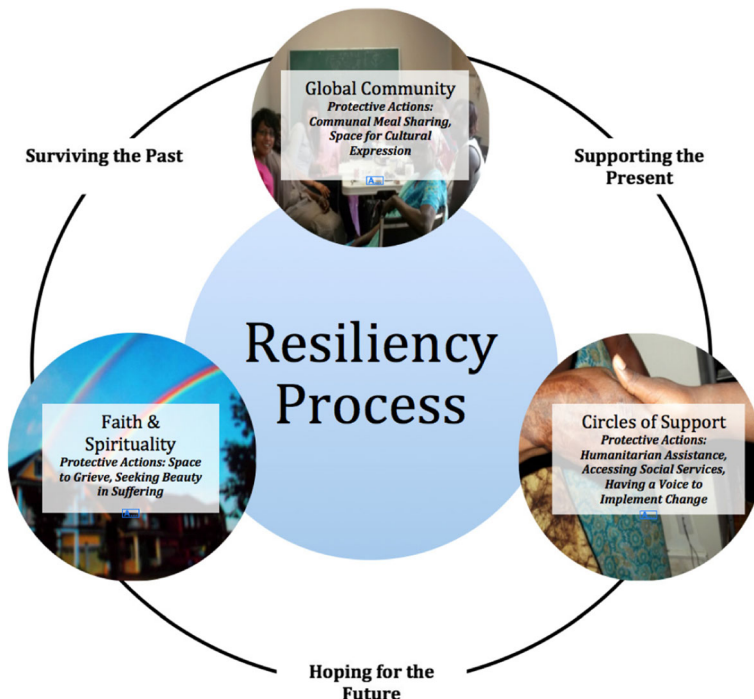 Global Community
Protective Actions:
Communal Meal Sharing,
Space for Cultural
Expression
Surviving the Past
Supporting the
Present
Resiliency
Process
Faith &
Spirituality
Protective Actions: Space
to Grieve, Seeking Beauty
in Suffering
Circles of Support
Protective Actions:
Humanitarian Assistance,
Accessing Social Services,
Having a Voice to
Implement Change
Hoping for the
Future